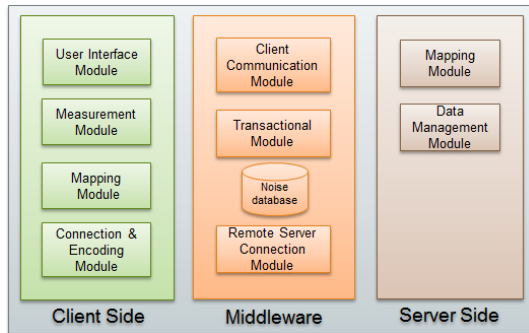 User Interface
Module
Measurement
Module
Mapping
Module
Connection &
Encoding
Module
Client Side
Client
Communication
Module
Transactional
Module
Noise
database
Remote Server
Connection
Module
Middleware
Mapping
Module
Data
Management
Module
Server Side